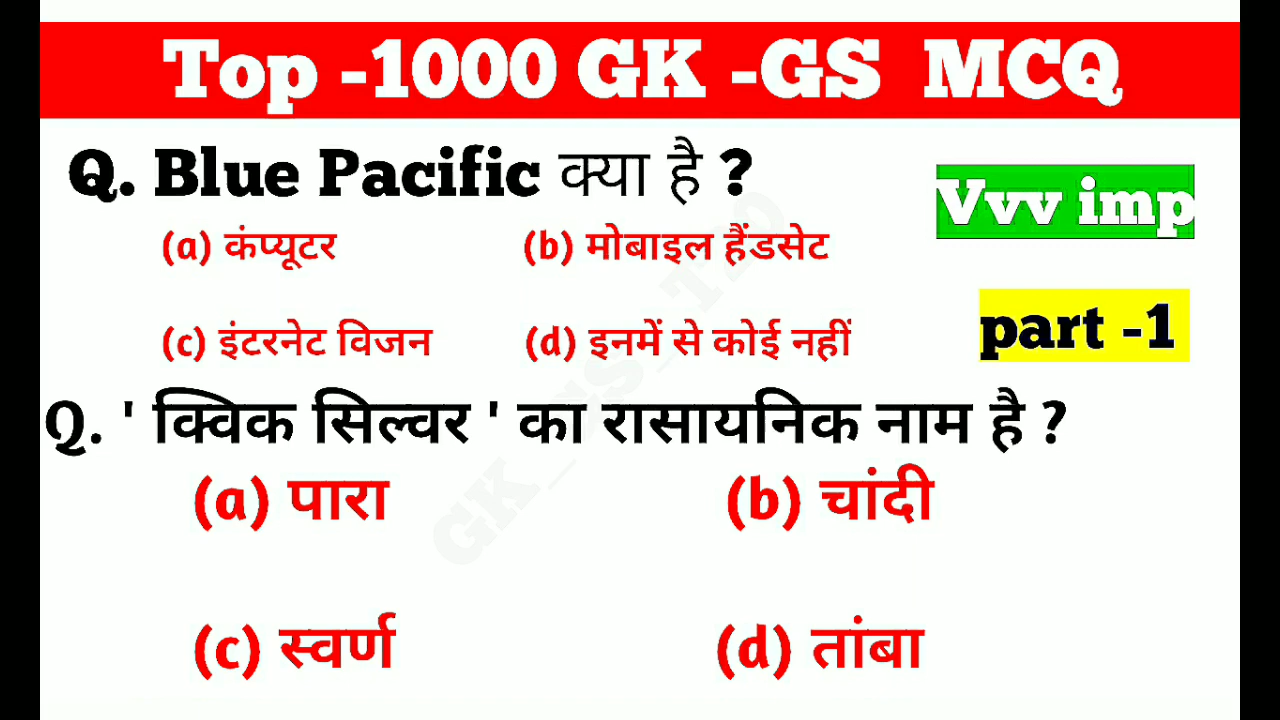 Top -1000 GK -GS MCQ
Q. Blue Pacific क्या है ?
Vvv imp
(a) कंप्यूटर (b) मोबाइल हैंडसेट
(c) इंटरनेट विजन (d) इनमें से कोई नहीं
part -1
Q. ' क्विक सिल्वर ' का रासायनिक नाम है ?
(a) पारा (b) चांदी
(c) स्वर्ण (d) तांबा